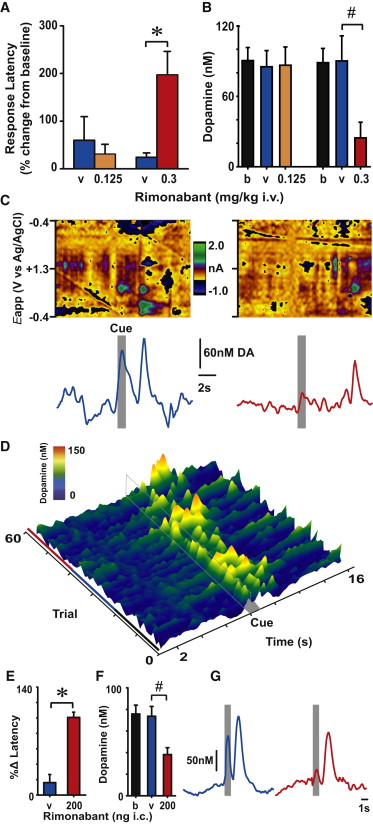 A
B
Response Latency
(% change from baseline)
300
200
100
0
*
v 0.125 v 0.3
Dopamine (nM)
120
80
40
0
#
b v 0.125 b v 0.3
Rimonabant (mg/kg i.v.)
C
Eapp (V vs Ag/AgCl)
-0.4
+1.3
-0.4
2.0
nA
-1.0
Cue
60nM DA
2s
D
Dopamine (nM)
150
0
60
Trial
0
2
Cue
Time (s)
16
E
%Δ Latency
140
0
*
v 200
F
Dopamine (nM)
100
0
#
b v 200
Rimonabant (ng i.c.)
G
50nM
1s